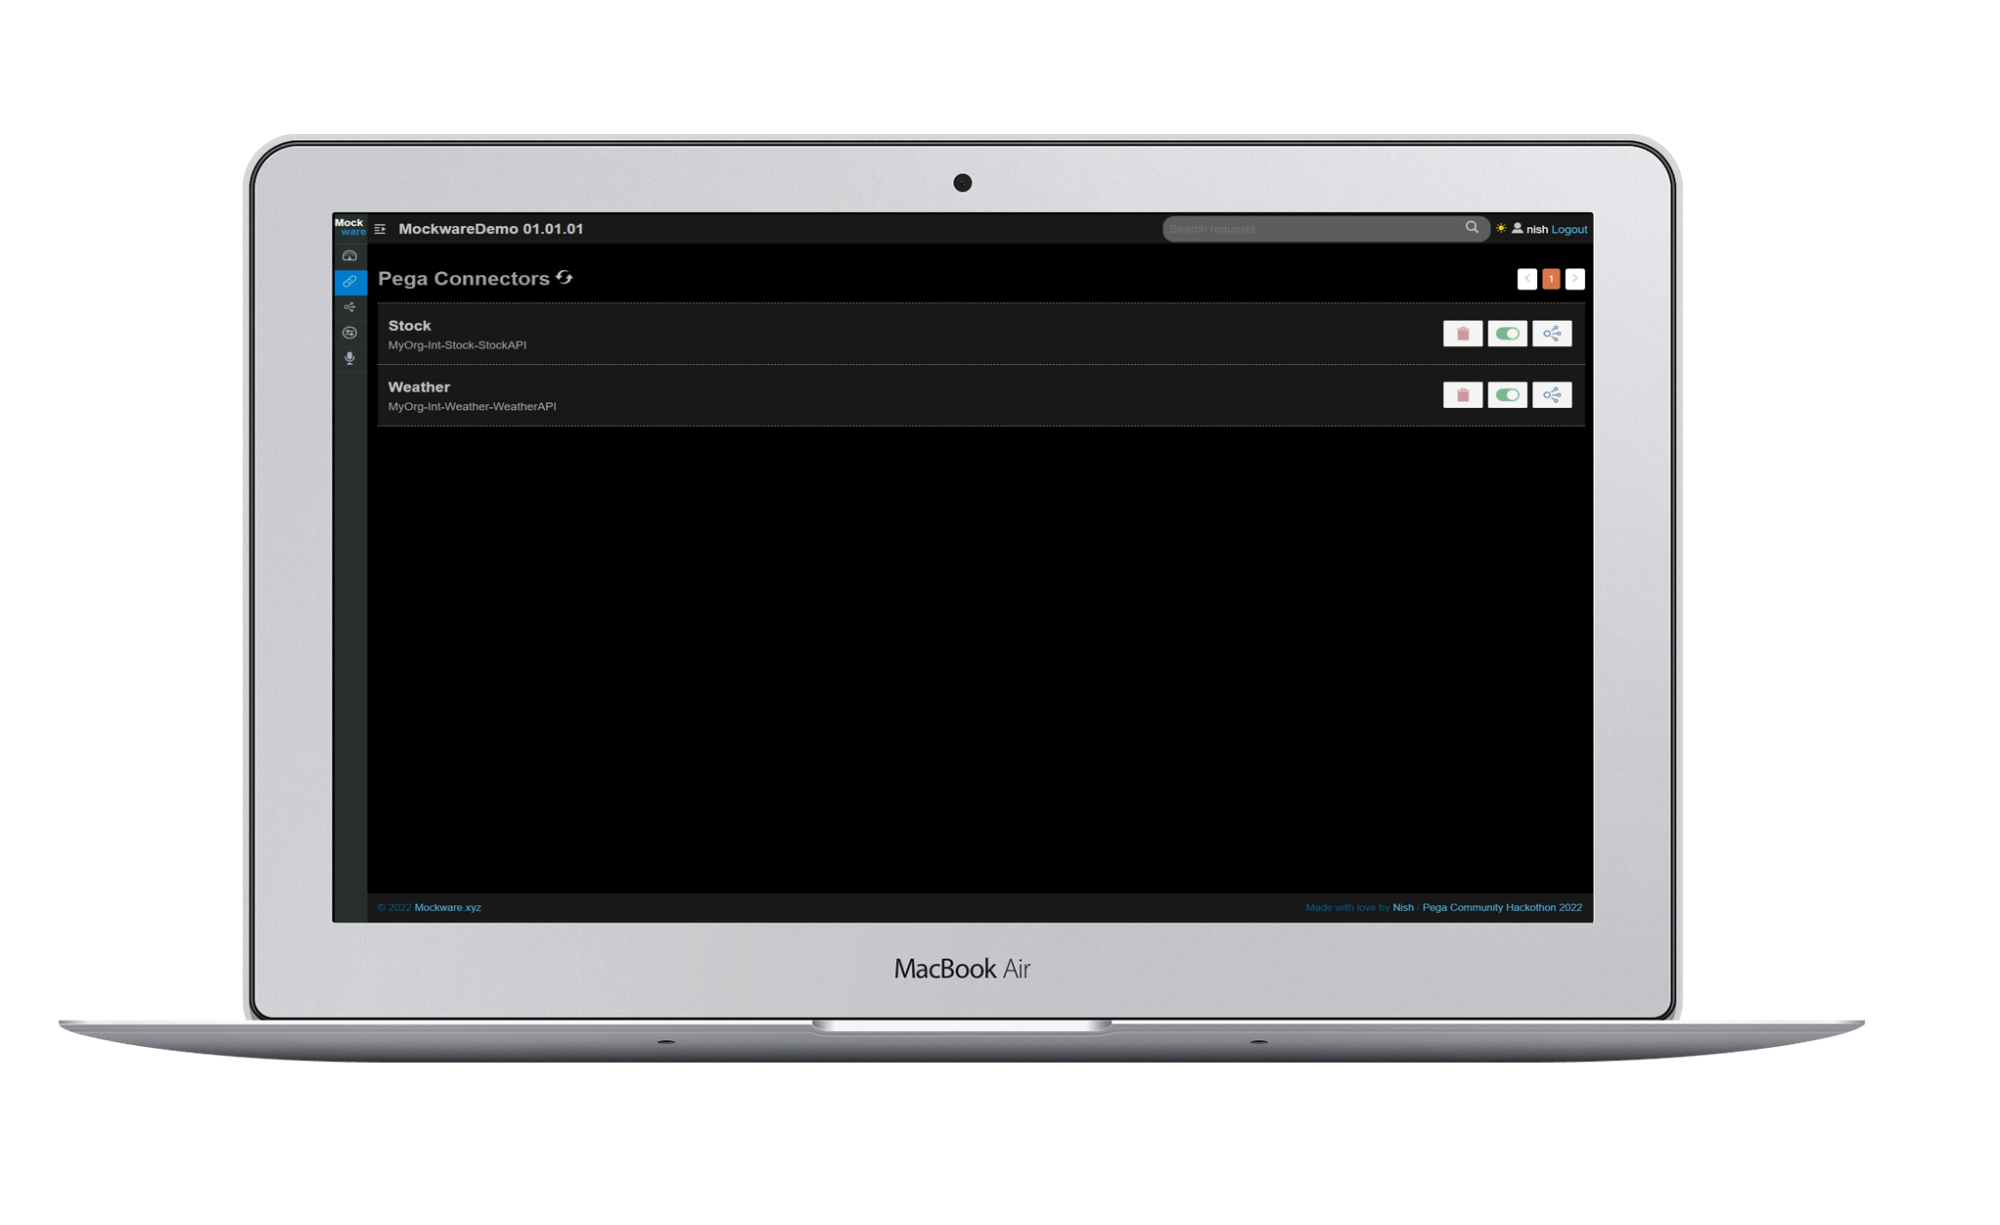 Mock
ware
MockwareDemo 01.01.01
Search requests
nish Logout
Pega Connectors
< 1 >
Stock
MyOrg-Int-Stock-StockAPI
Weather
MyOrg-Int-Weather-WeatherAPI
© 2022 Mockware.xyz
Made with love by Nish / Pega Community Hackothon 2022
MacBook Air